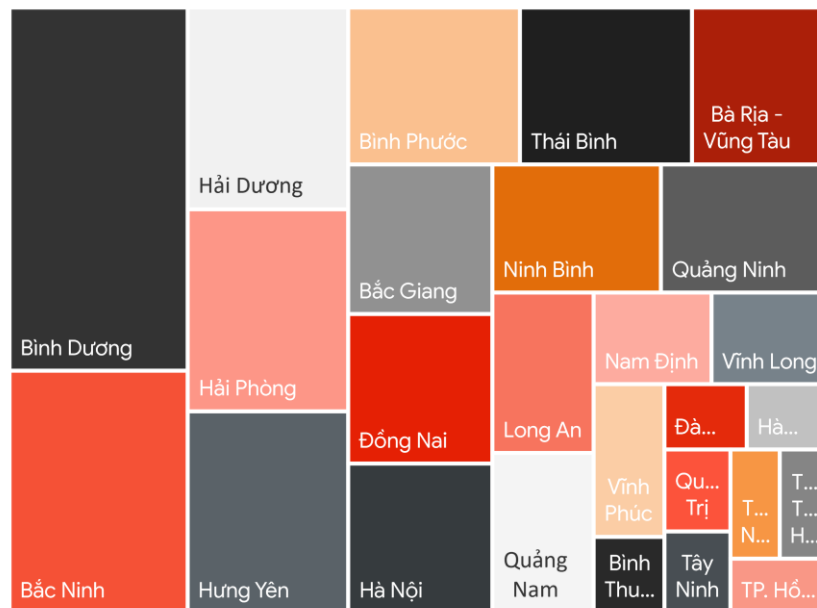 Bình Dương
Bắc Ninh
Hải Dương
Hải Phòng
Hưng Yên
Bình Phước
Thái Bình
Bà Rịa -
Vũng Tàu
Bắc Giang
Đồng Nai
Hà Nội
Ninh Bình
Quảng Ninh
Long An
Quảng
Nam
Nam Định
Vĩnh Long
Vĩnh
Phúc
Bình
Thu...
Đà...
Hà...
Qu...
Trị
Tây
Ninh
T...
N...
T...
T...
H...
TP. Hồ...